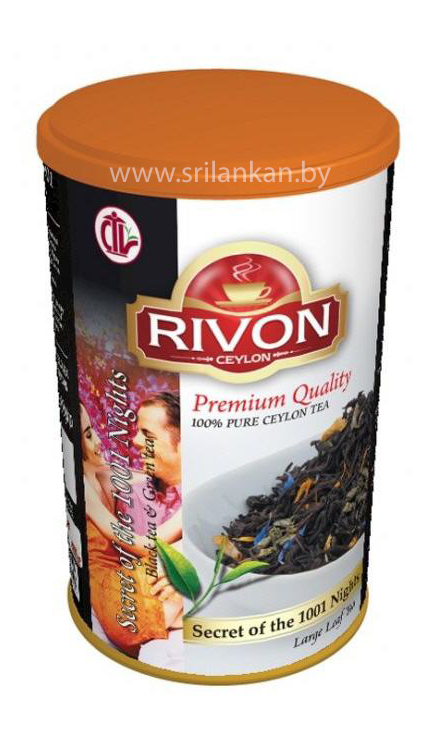 www.srilankan.by
CTL
RIVON
CEYLON
Premium Quality
100% PURE CEYLON TEA
Secret of the 1001 Nights
Black tea & Green tea
Secret of the 1001 Nights
Large Leaf Tea